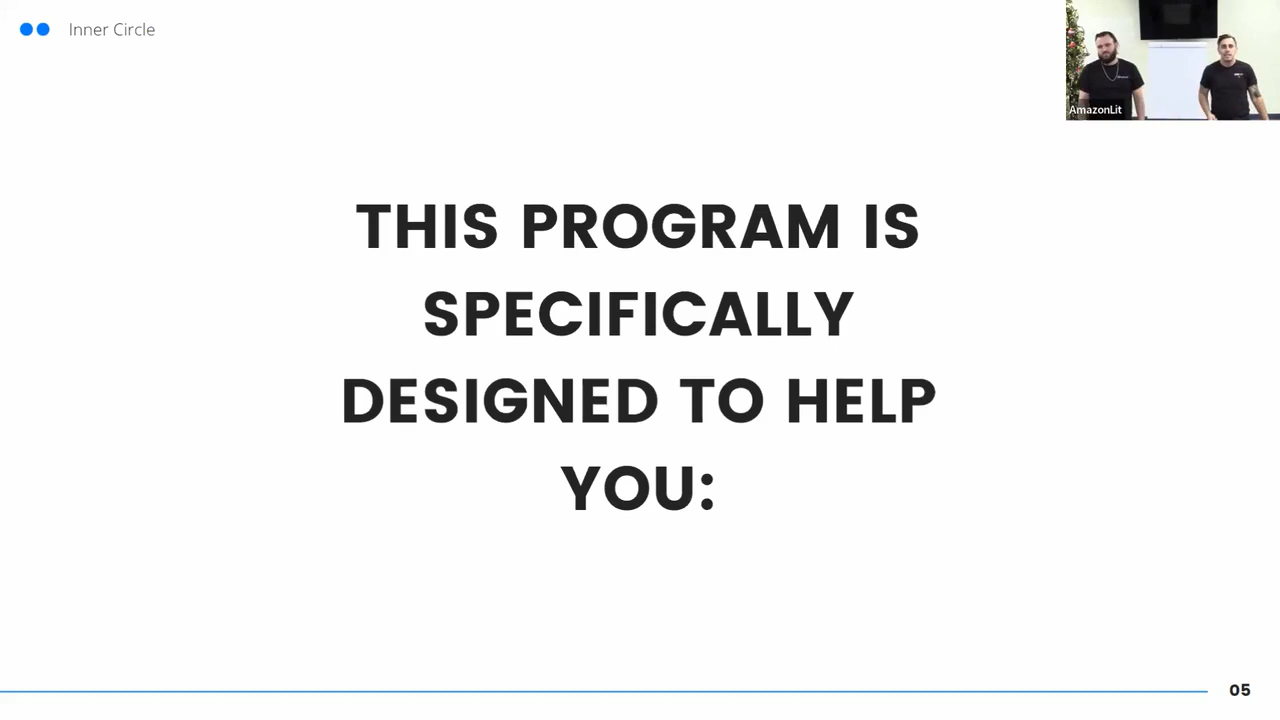 Inner Circle
AmazonLit
THIS PROGRAM IS
SPECIFICALLY
DESIGNED TO HELP
YOU:
05